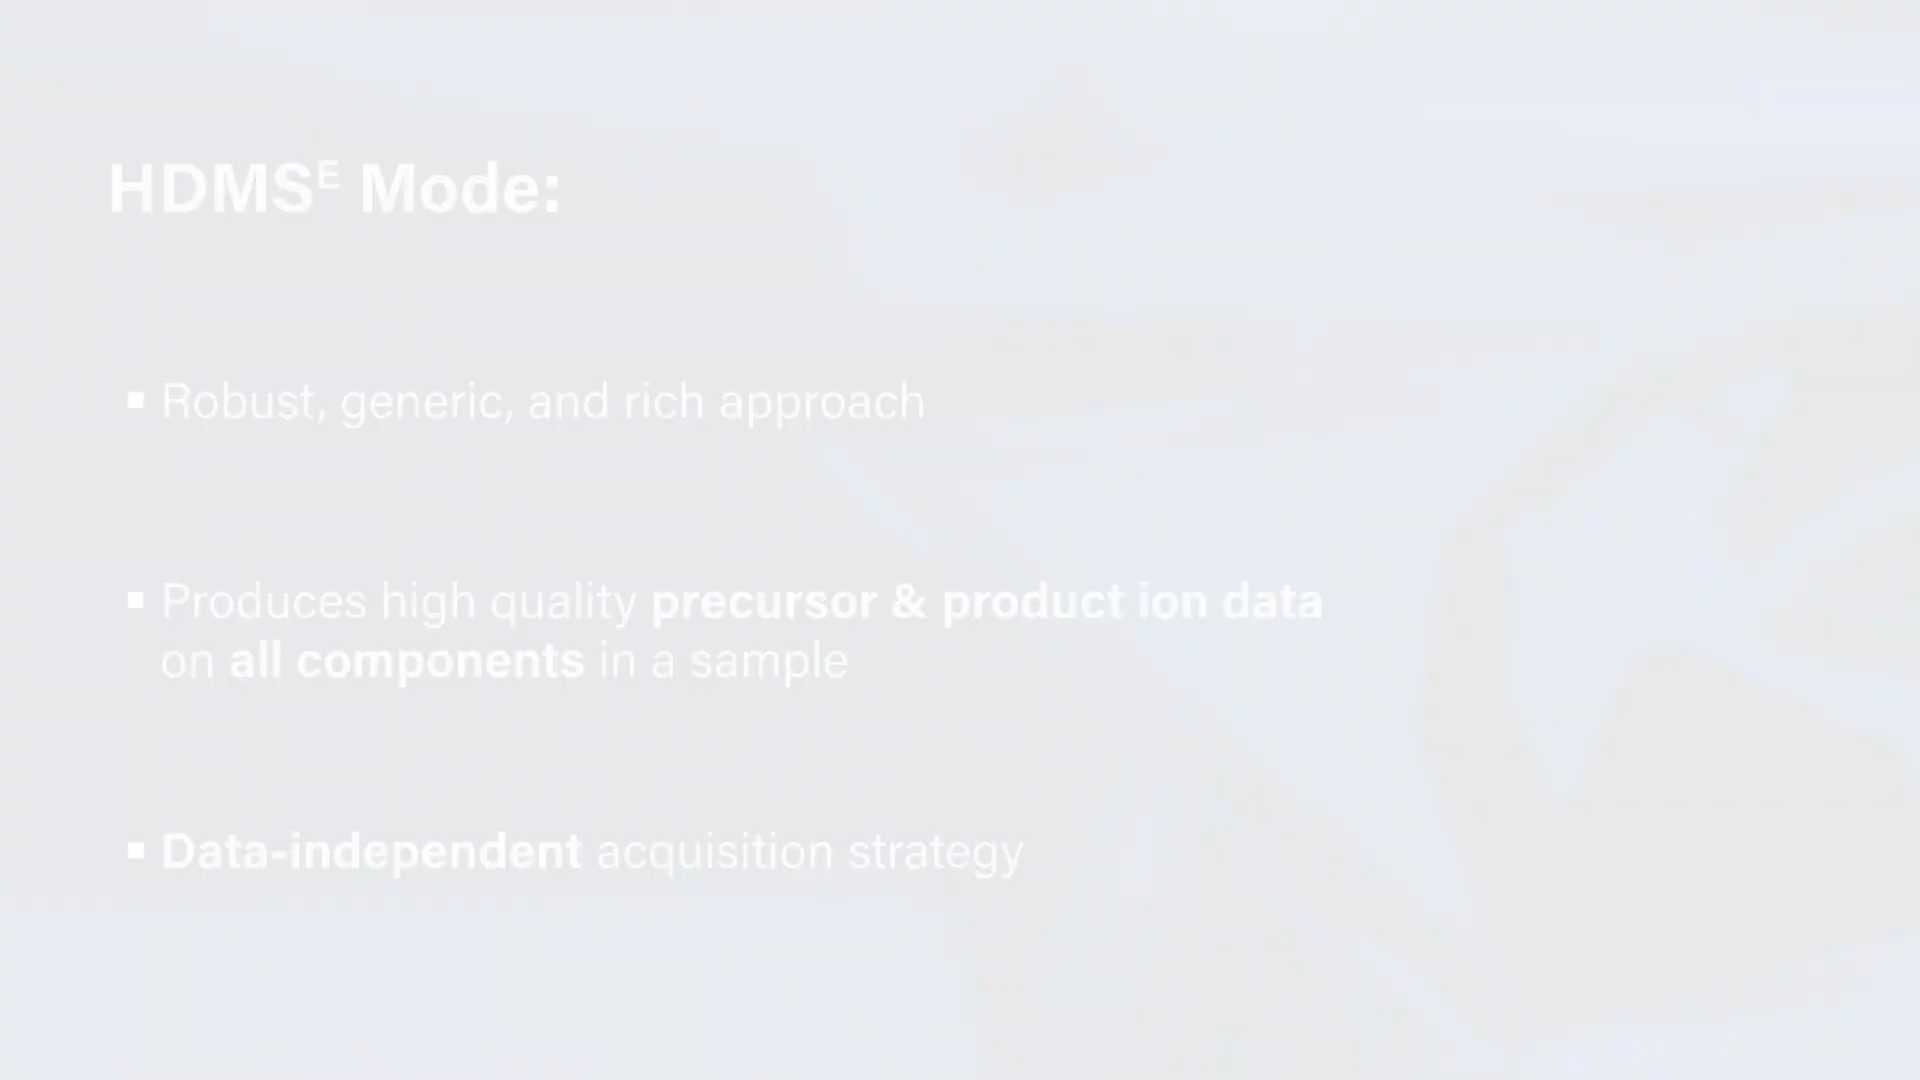 HDMSᴱ Mode:
▪ Robust, generic, and rich approach
▪ Produces high quality precursor & product ion data
on all components in a sample
▪ Data-independent acquisition strategy